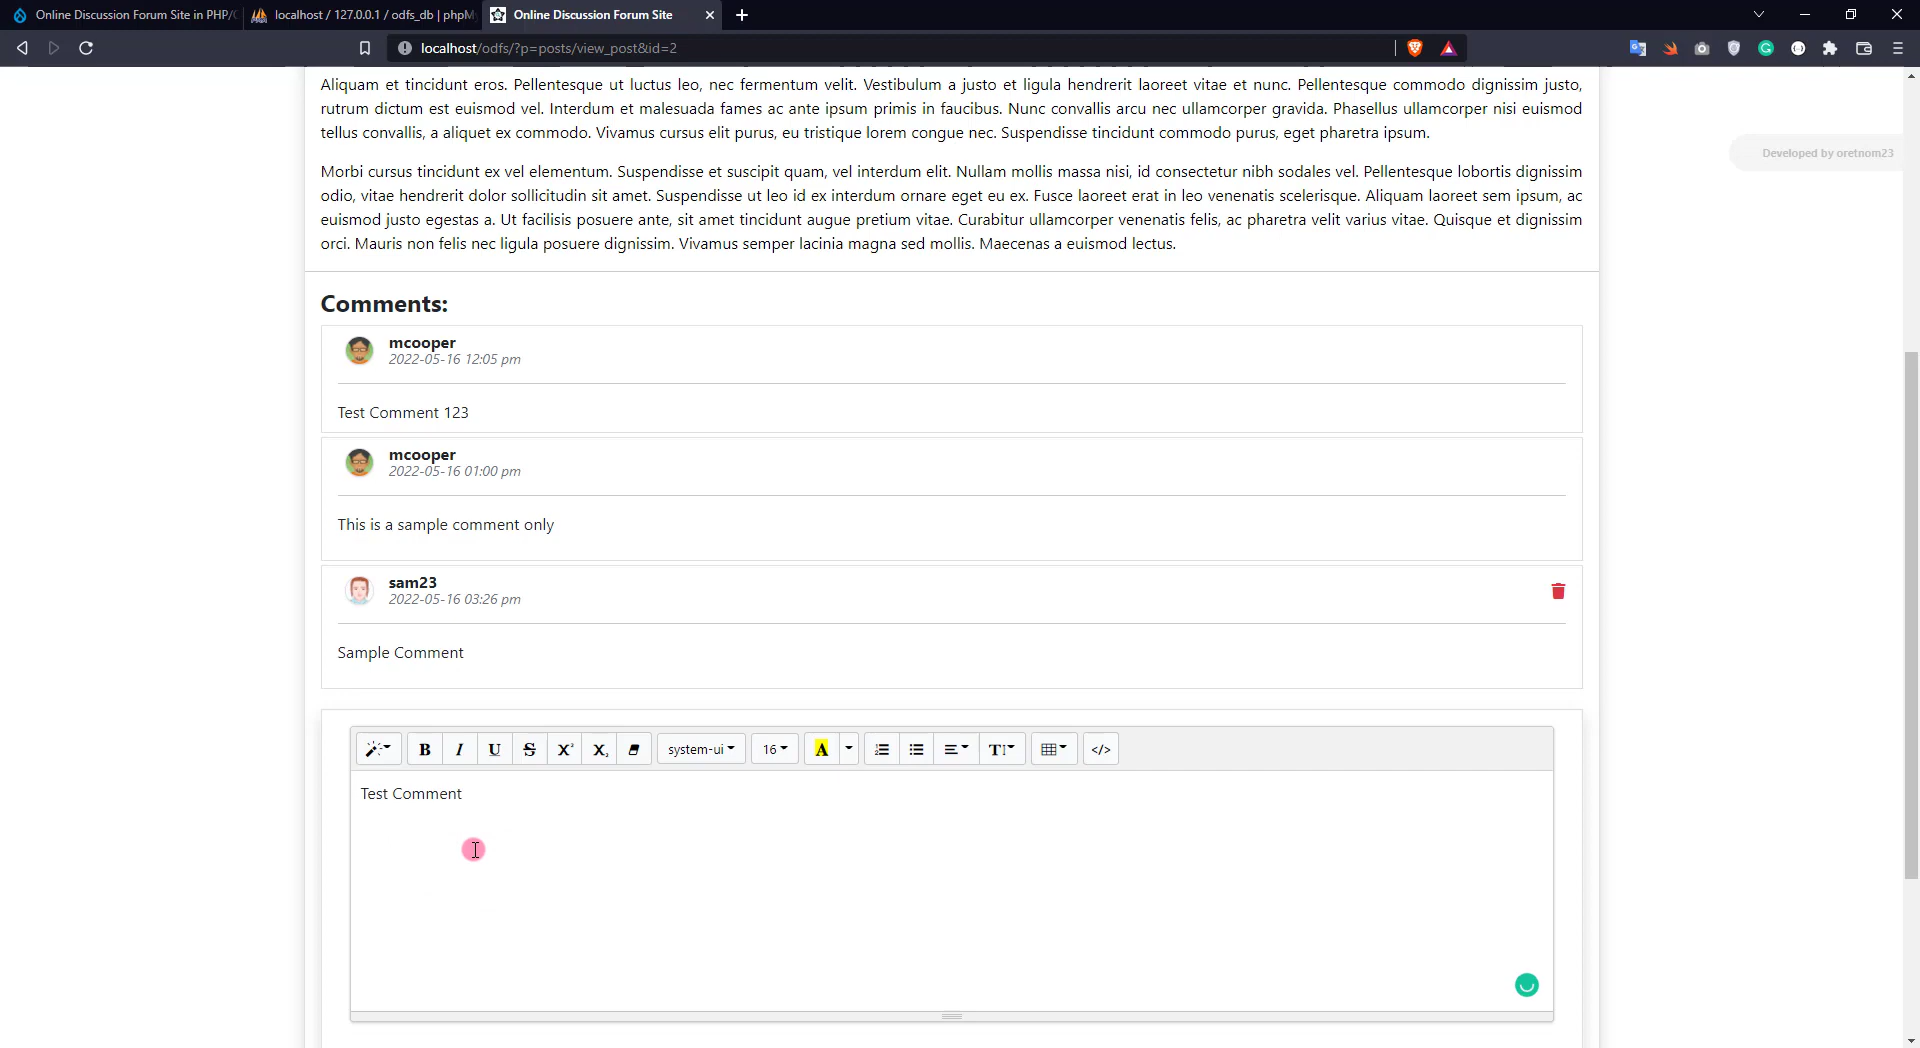 Online Discussion Forum Site in PHP/
localhost / 127.0.0.1 / odfs_db | phpM
Online Discussion Forum Site
localhost/odfs/?p=posts/view_post&id=2
Aliquam et tincidunt eros. Pellentesque ut luctus leo, nec fermentum velit. Vestibulum a justo et ligula hendrerit laoreet vitae et nunc. Pellentesque commodo dignissim justo,
rutrum dictum est euismod vel. Interdum et malesuada fames ac ante ipsum primis in faucibus. Nunc convallis arcu nec ullamcorper gravida. Phasellus ullamcorper nisi euismod
tellus convallis, a aliquet ex commodo. Vivamus cursus elit purus, eu tristique lorem congue nec. Suspendisse tincidunt commodo purus, eget pharetra ipsum.
Developed by oretnom23
Morbi cursus tincidunt ex vel elementum. Suspendisse et suscipit quam, vel interdum elit. Nullam mollis massa nisi, id consectetur nibh sodales vel. Pellentesque lobortis dignissim
odio, vitae hendrerit dolor sollicitudin sit amet. Suspendisse ut leo id ex interdum ornare eget eu ex. Fusce laoreet erat in leo venenatis scelerisque. Aliquam laoreet sem ipsum, ac
euismod justo egestas a. Ut facilisis posuere ante, sit amet tincidunt augue pretium vitae. Curabitur ullamcorper venenatis felis, ac pharetra velit varius vitae. Quisque et dignissim
orci. Mauris non felis nec ligula posuere dignissim. Vivamus semper lacinia magna sed mollis. Maecenas a euismod lectus.
Comments:
mcooper
2022-05-16 12:05 pm
Test Comment 123
mcooper
2022-05-16 01:00 pm
This is a sample comment only
sam23
2022-05-16 03:26 pm
Sample Comment
B I U S X² X₂ system-ui 16 A T </>
Test Comment